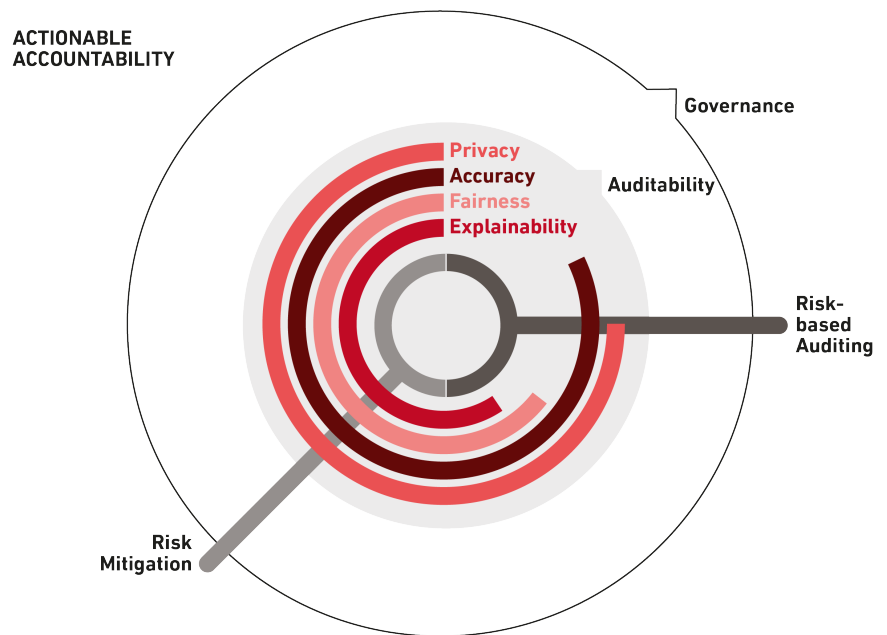 ACTIONABLE
ACCOUNTABILITY
Governance
Privacy
Accuracy
Auditability
Fairness
Explainability
Risk-
based
Auditing
Risk
Mitigation